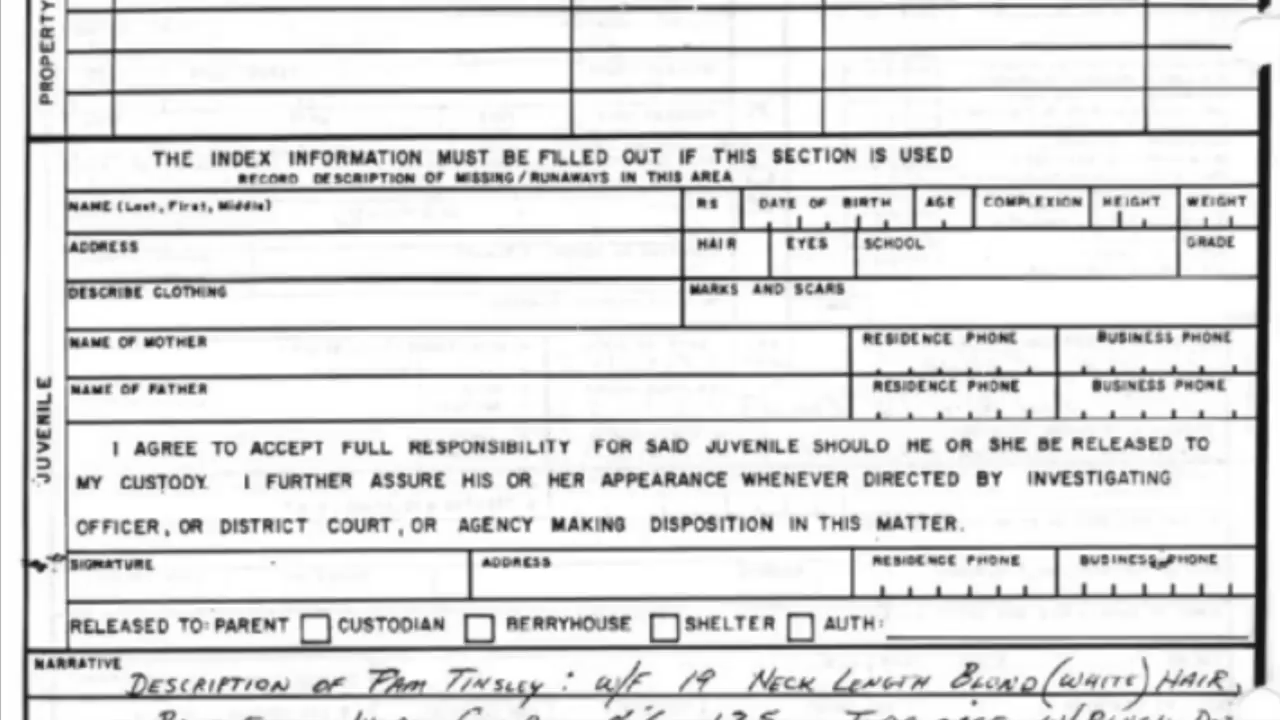 PROPERTY
THE INDEX INFORMATION MUST BE FILLED OUT IF THIS SECTION IS USED
RECORD DESCRIPTION OF MISSING/RUNAWAYS IN THIS AREA
NAME (Last, First, Middle) RS DATE OF BIRTH AGE COMPLEXION HEIGHT WEIGHT
ADDRESS HAIR EYES SCHOOL GRADE
DESCRIBE CLOTHING MARKS AND SCARS
NAME OF MOTHER RESIDENCE PHONE BUSINESS PHONE
NAME OF FATHER RESIDENCE PHONE BUSINESS PHONE
JUVENILE
I AGREE TO ACCEPT FULL RESPONSIBILITY FOR SAID JUVENILE SHOULD HE OR SHE BE RELEASED TO
MY CUSTODY. I FURTHER ASSURE HIS OR HER APPEARANCE WHENEVER DIRECTED BY INVESTIGATING
OFFICER, OR DISTRICT COURT, OR AGENCY MAKING DISPOSITION IN THIS MATTER.
SIGNATURE ADDRESS RESIDENCE PHONE BUSINESS PHONE
RELEASED TO: PARENT CUSTODIAN BERRYHOUSE SHELTER AUTH:
NARRATIVE
DESCRIPTION OF PAM TINSLEY: W/F 19 NECK LENGTH BLOND (WHITE) HAIR,